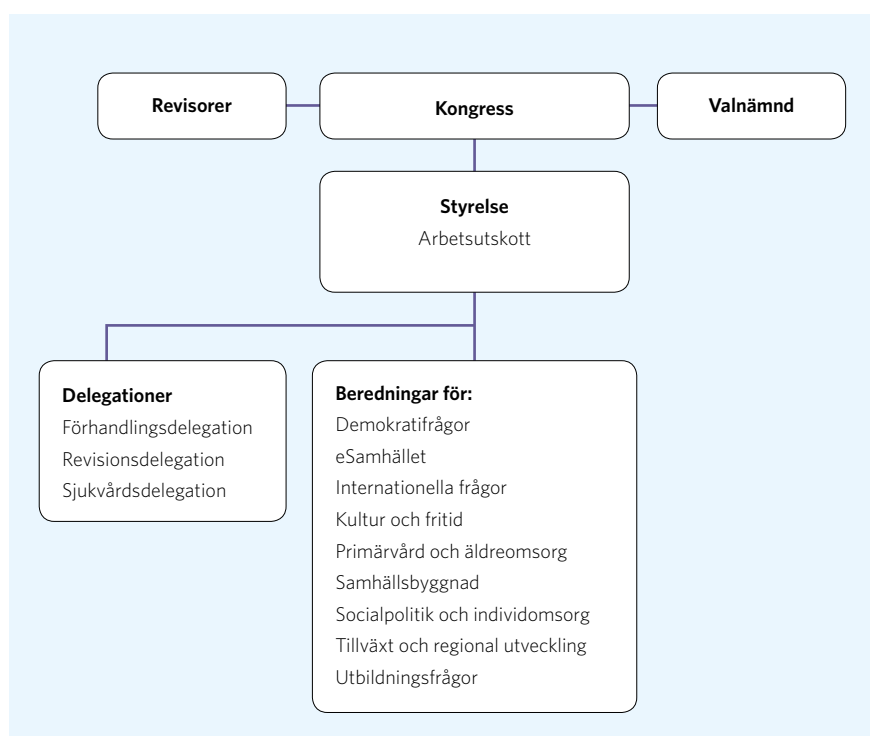 Revisorer
Kongress
Valnämnd
Styrelse
Arbetsutskott
Delegationer
Förhandlingsdelegation
Revisionsdelegation
Sjukvårdsdelegation
Beredningar för:
Demokratifrågor
eSamhället
Internationella frågor
Kultur och fritid
Primärvård och äldreomsorg
Samhällsbyggnad
Socialpolitik och individomsorg
Tillväxt och regional utveckling
Utbildningsfrågor